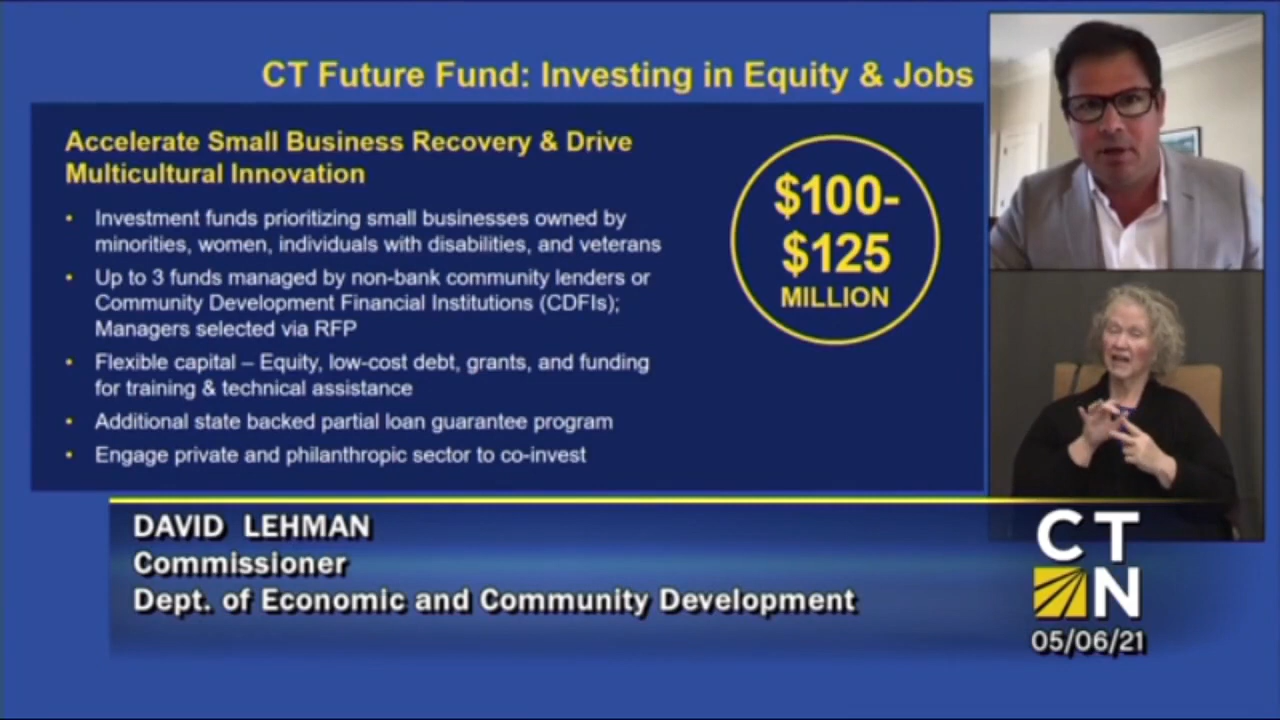 CT Future Fund: Investing in Equity & Jobs
Accelerate Small Business Recovery & Drive
Multicultural Innovation
• Investment funds prioritizing small businesses owned by
minorities, women, individuals with disabilities, and veterans
• Up to 3 funds managed by non-bank community lenders or
Community Development Financial Institutions (CDFIs);
Managers selected via RFP
• Flexible capital – Equity, low-cost debt, grants, and funding
for training & technical assistance
• Additional state backed partial loan guarantee program
• Engage private and philanthropic sector to co-invest
$100-
$125
MILLION
DAVID LEHMAN
Commissioner
Dept. of Economic and Community Development
CT
N
05/06/21